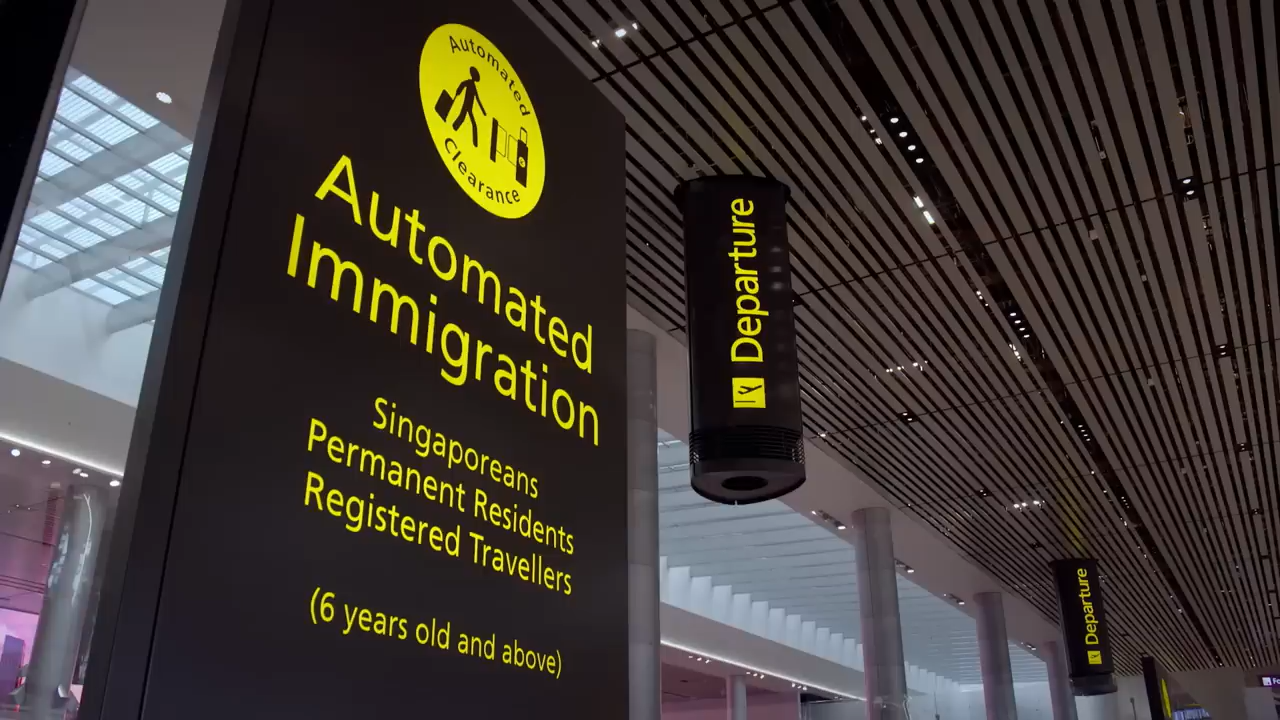 Automated
Clearance
Automated
Immigration
Singaporeans
Permanent Residents
Registered Travellers
(6 years old and above)
Departure
Departure